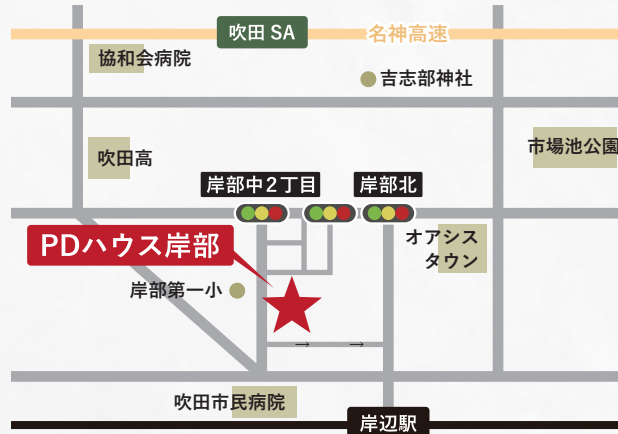 吹田 SA
名神高速
協和会病院
吉志部神社
吹田高
市場池公園
岸部中2丁目
岸部北
PDハウス岸部
オアシス
タウン
岸部第一小
→ →
吹田市民病院
岸辺駅